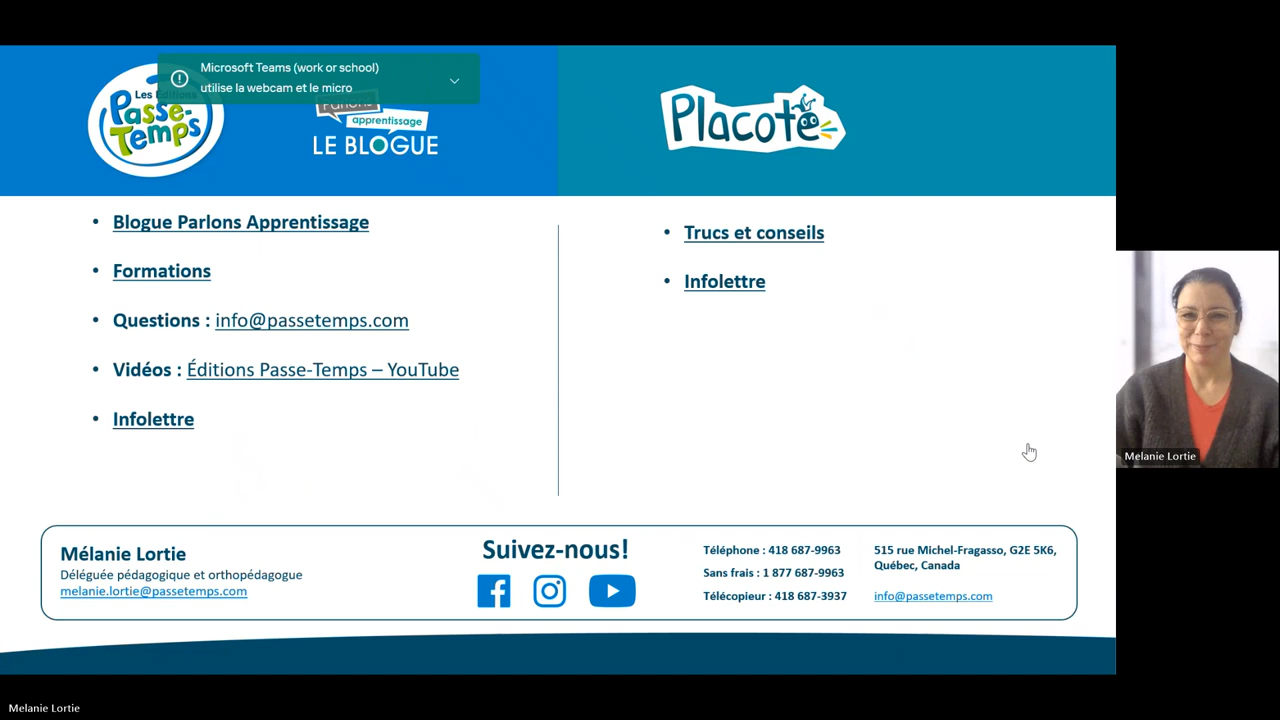 Microsoft Teams (work or school)
utilise la webcam et le micro
Les Éditions
Passe-
Temps
Parlons
apprentissage
LE BLOGUE
Placote
• Blogue Parlons Apprentissage
• Formations
• Questions : info@passetemps.com
• Vidéos : Éditions Passe-Temps – YouTube
• Infolettre
• Trucs et conseils
• Infolettre
Mélanie Lortie
Déléguée pédagogique et orthopédagogue
melanie.lortie@passetemps.com
Suivez-nous!
Téléphone : 418 687-9963
Sans frais : 1 877 687-9963
Télécopieur : 418 687-3937
515 rue Michel-Fragasso, G2E 5K6,
Québec, Canada
info@passetemps.com
Melanie Lortie
Melanie Lortie